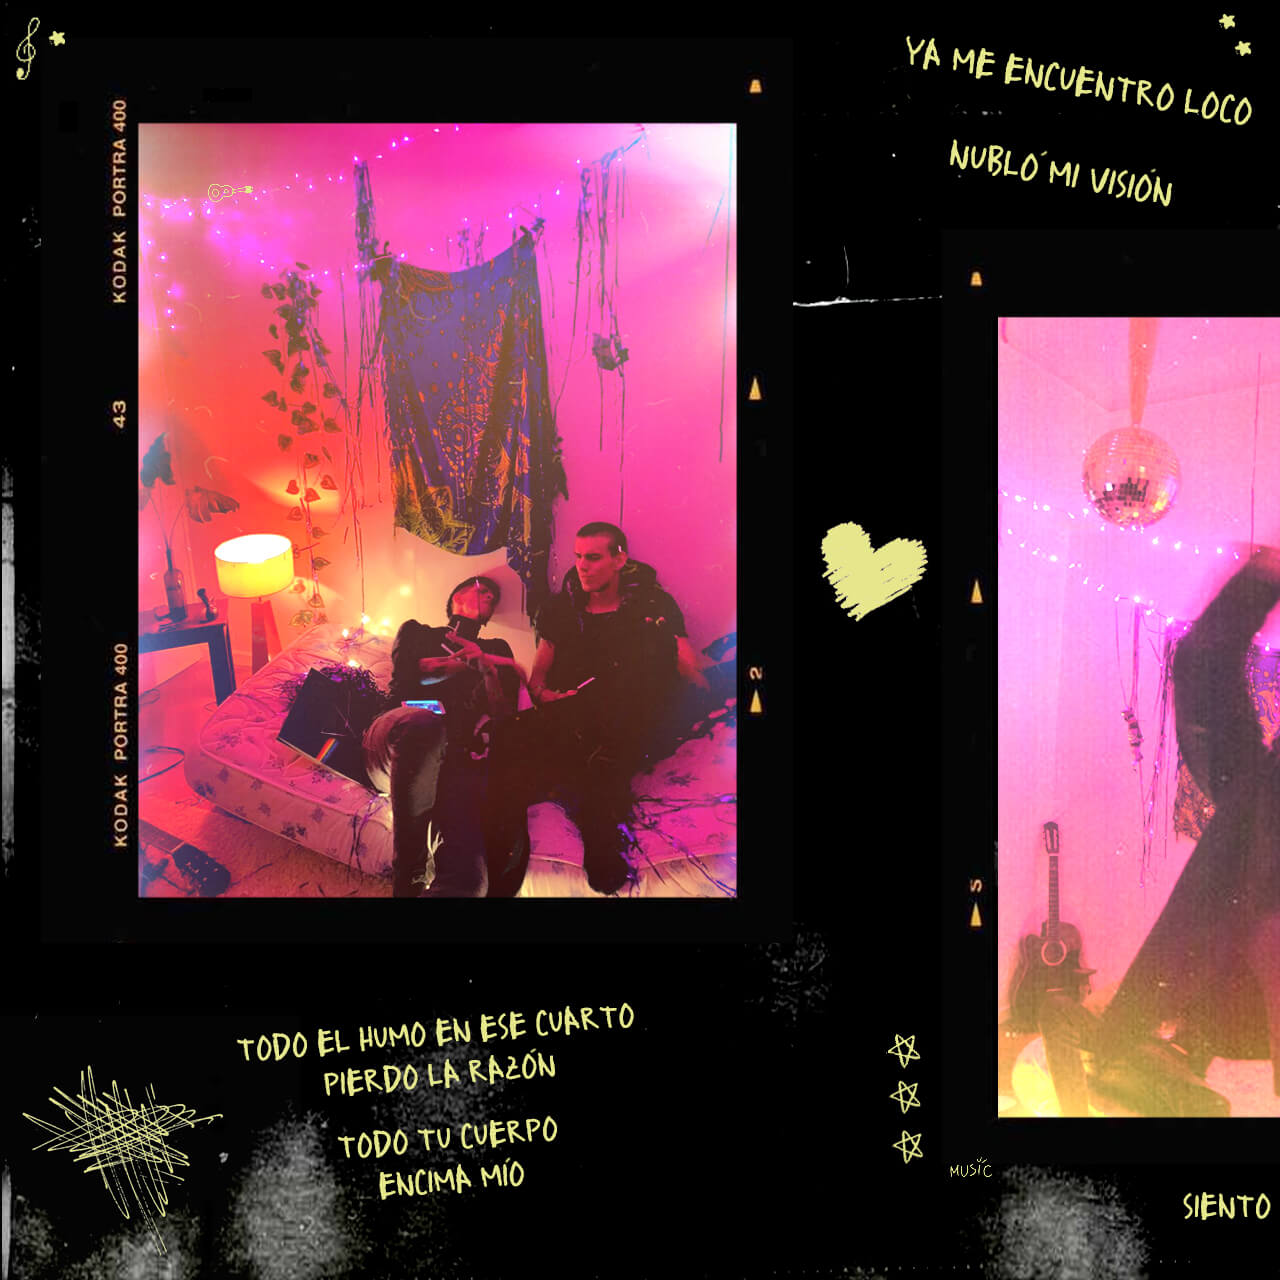 YA ME ENCUENTRO LOCO
NUBLÓ MI VISIÓN
KODAK PORTRA 400
43
KODAK PORTRA 400
2
5
TODO EL HUMO EN ESE CUARTO
PIERDO LA RAZÓN
TODO TU CUERPO
ENCIMA MÍO
MUSIC
SIENTO